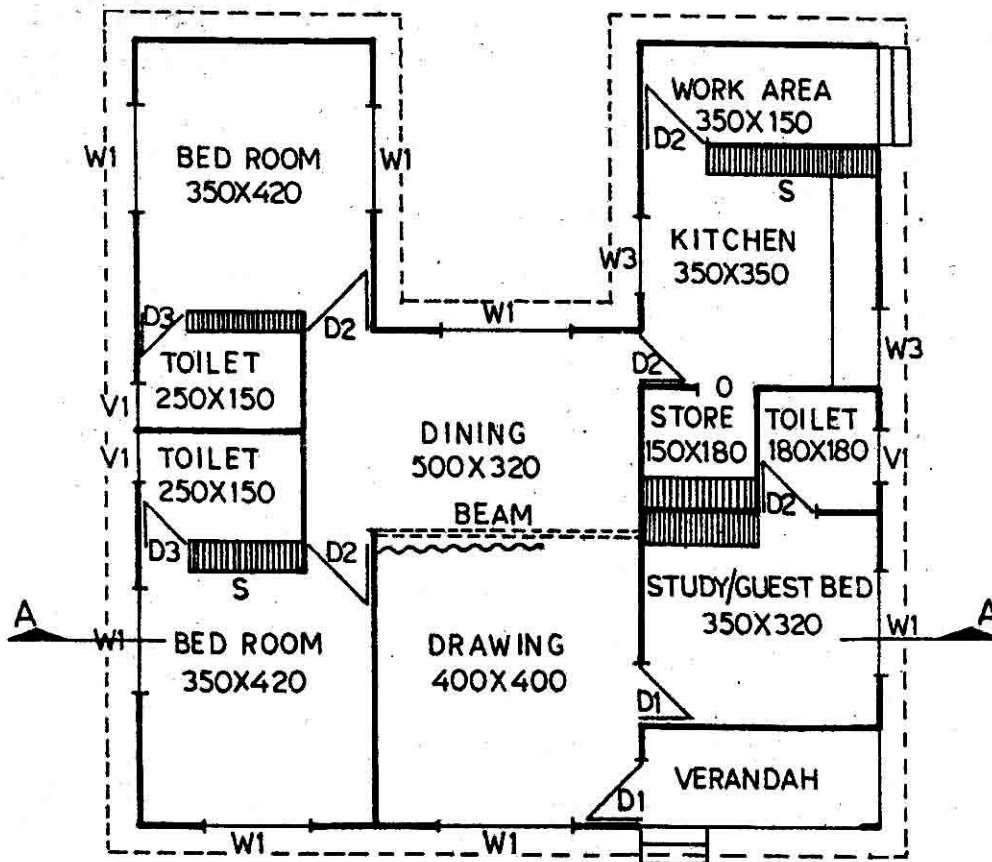 WORK AREA
350X150
D2
W1
BED ROOM
350X420
W1
S
KITCHEN
350X350
W3
W1
D3
D2
W3
TOILET
250X150
D2
O
V1
STORE
150X180
TOILET
180X180
DINING
500X320
V1
TOILET
250X150
V1
BEAM
D2
D3
D2
S
STUDY/GUEST BED
350X320
A
W1
BED ROOM
350X420
DRAWING
400X400
W1
A
D1
VERANDAH
D1
W1
W1